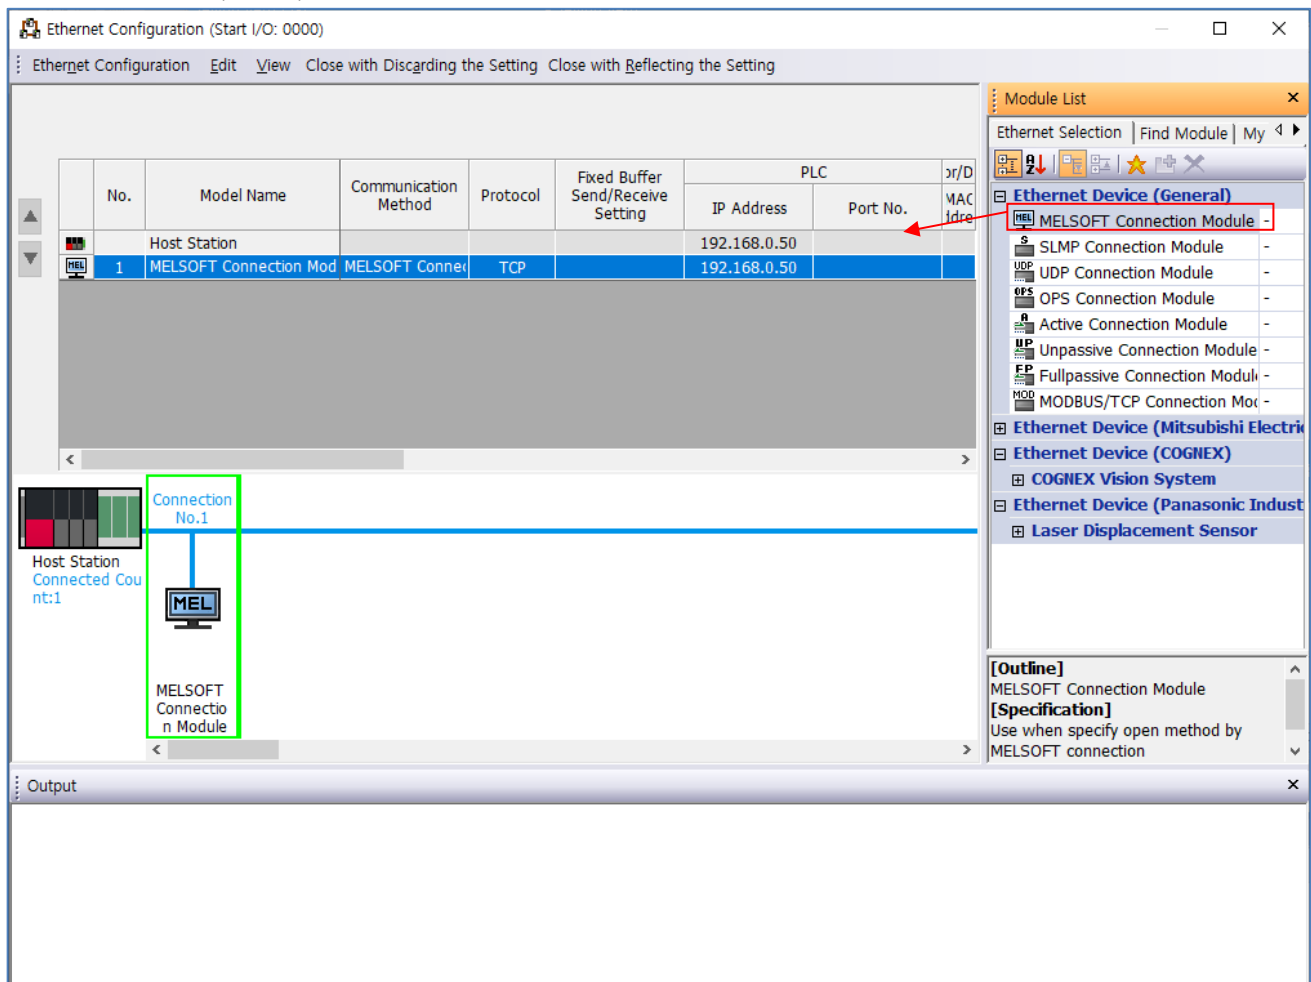 Ethernet Configuration (Start I/O: 0000)
Ethernet Configuration Edit View Close with Discarding the Setting Close with Reflecting the Setting
Module List
Ethernet Selection Find Module My
No. Model Name Communication Method Protocol Fixed Buffer Send/Receive Setting PLC or/D
IP Address Port No. MAC ddre
Host Station 192.168.0.50
1 MELSOFT Connection Mod MELSOFT Connec TCP 192.168.0.50
Ethernet Device (General)
MELSOFT Connection Module -
SLMP Connection Module -
UDP Connection Module -
OPS Connection Module -
Active Connection Module -
Unpassive Connection Module -
Fullpassive Connection Modul -
MODBUS/TCP Connection Moc -
Ethernet Device (Mitsubishi Electric
Ethernet Device (COGNEX)
COGNEX Vision System
Ethernet Device (Panasonic Indust
Laser Displacement Sensor
Connection
No.1
Host Station
Connected Cou
nt:1
MEL
MELSOFT
Connectio
n Module
[Outline]
MELSOFT Connection Module
[Specification]
Use when specify open method by
MELSOFT connection
Output